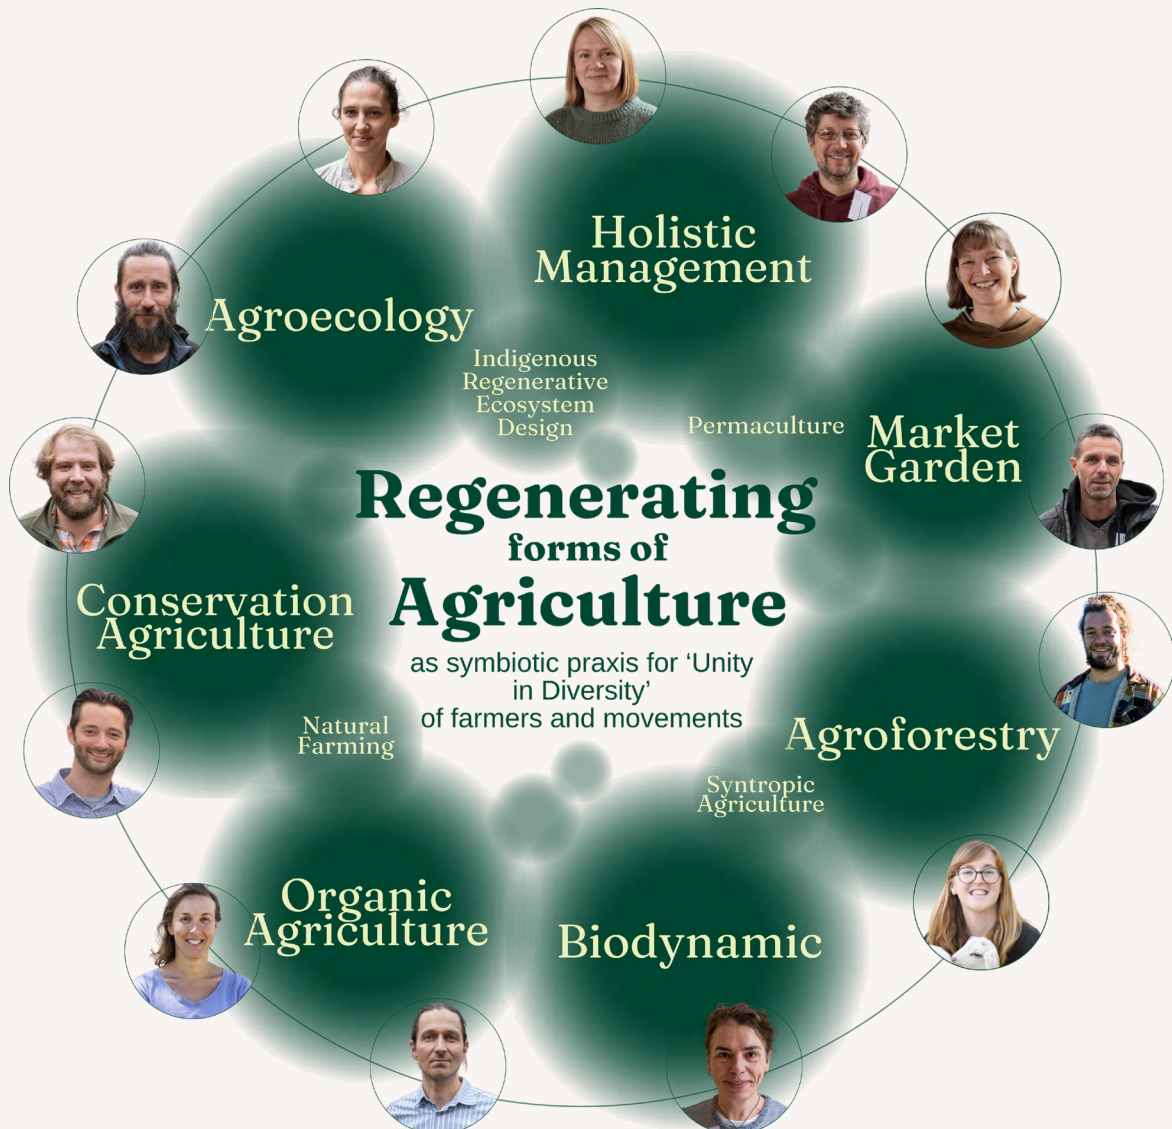 Holistic
Management
Agroecology
Indigenous
Regenerative
Ecosystem
Design
Permaculture
Market
Garden
Regenerating
forms of
Agriculture
as symbiotic praxis for ‘Unity
in Diversity’
of farmers and movements
Conservation
Agriculture
Natural
Farming
Agroforestry
Syntropic
Agriculture
Organic
Agriculture
Biodynamic